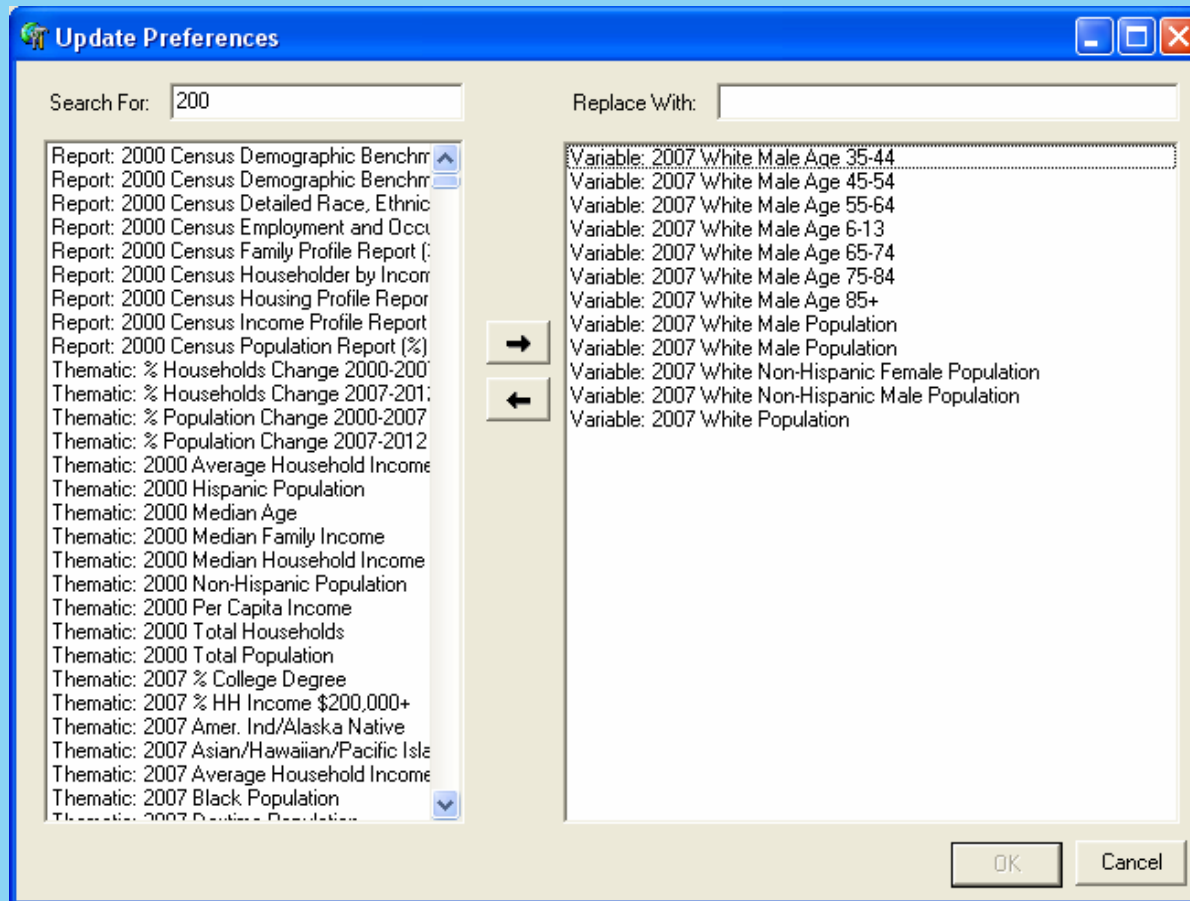 Update Preferences
Search For: 200
Replace With:
Report: 2000 Census Demographic Benchm
Report: 2000 Census Demographic Benchm
Report: 2000 Census Detailed Race, Ethnic
Report: 2000 Census Employment and Occu
Report: 2000 Census Family Profile Report (
Report: 2000 Census Householder by Incom
Report: 2000 Census Housing Profile Repor
Report: 2000 Census Income Profile Report
Report: 2000 Census Population Report (%)
Thematic: % Households Change 2000-200
Thematic: % Households Change 2007-201
Thematic: % Population Change 2000-2007
Thematic: % Population Change 2007-2012
Thematic: 2000 Average Household Income
Thematic: 2000 Hispanic Population
Thematic: 2000 Median Age
Thematic: 2000 Median Family Income
Thematic: 2000 Median Household Income
Thematic: 2000 Non-Hispanic Population
Thematic: 2000 Per Capita Income
Thematic: 2000 Total Households
Thematic: 2000 Total Population
Thematic: 2007 % College Degree
Thematic: 2007 % HH Income $200,000+
Thematic: 2007 Amer. Ind/Alaska Native
Thematic: 2007 Asian/Hawaiian/Pacific Isla
Thematic: 2007 Average Household Income
Thematic: 2007 Black Population
Thematic: 2007 Daytime Population
Variable: 2007 White Male Age 35-44
Variable: 2007 White Male Age 45-54
Variable: 2007 White Male Age 55-64
Variable: 2007 White Male Age 6-13
Variable: 2007 White Male Age 65-74
Variable: 2007 White Male Age 75-84
Variable: 2007 White Male Age 85+
Variable: 2007 White Male Population
Variable: 2007 White Male Population
Variable: 2007 White Non-Hispanic Female Population
Variable: 2007 White Non-Hispanic Male Population
Variable: 2007 White Population
OK
Cancel